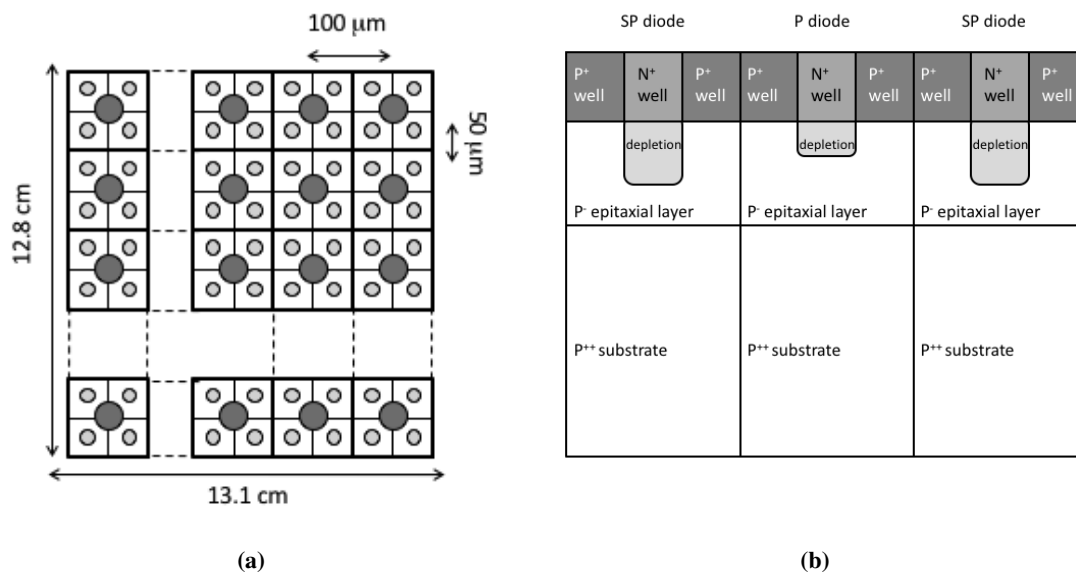 100 μm
50 μm
12.8 cm
13.1 cm
(a)
SP diode P diode SP diode
P⁺ well N⁺ well P⁺ well P⁺ well N⁺ well P⁺ well P⁺ well N⁺ well P⁺ well
depletion depletion depletion
P⁻ epitaxial layer P⁻ epitaxial layer P⁻ epitaxial layer
P⁺⁺ substrate P⁺⁺ substrate P⁺⁺ substrate
(b)